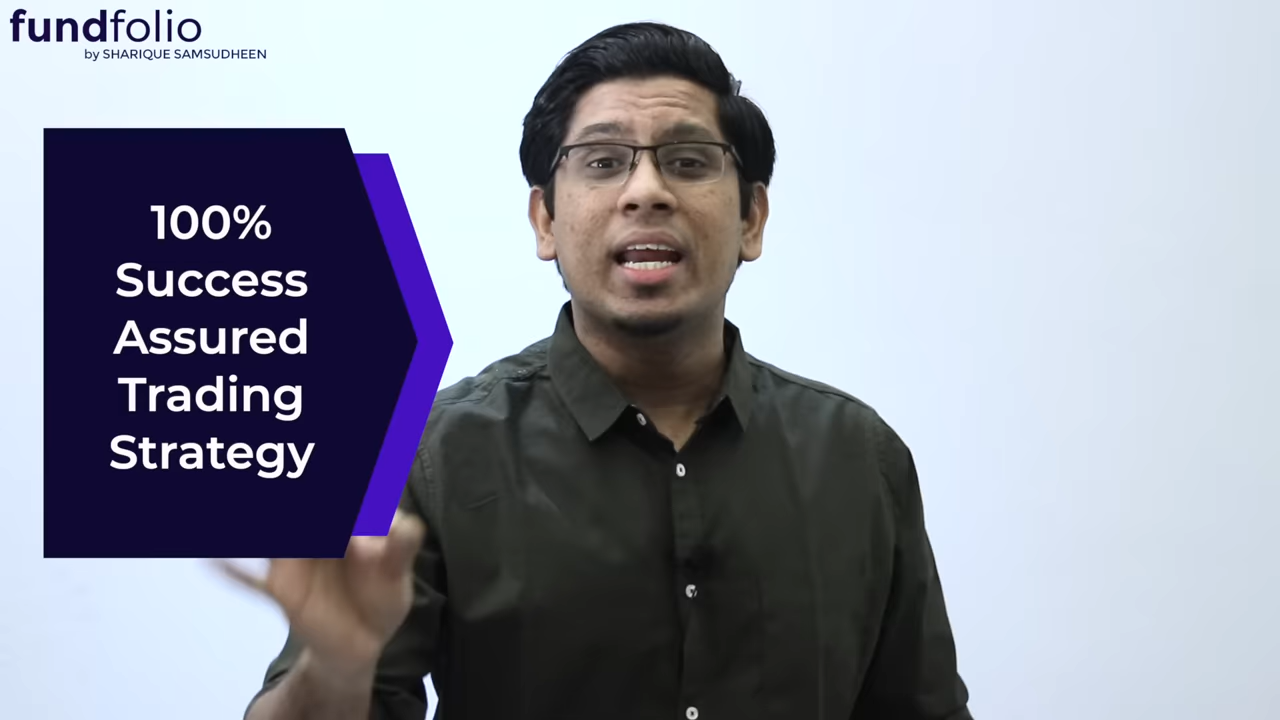 fundfolio
by SHARIQUE SAMSUDHEEN
100%
Success
Assured
Trading
Strategy